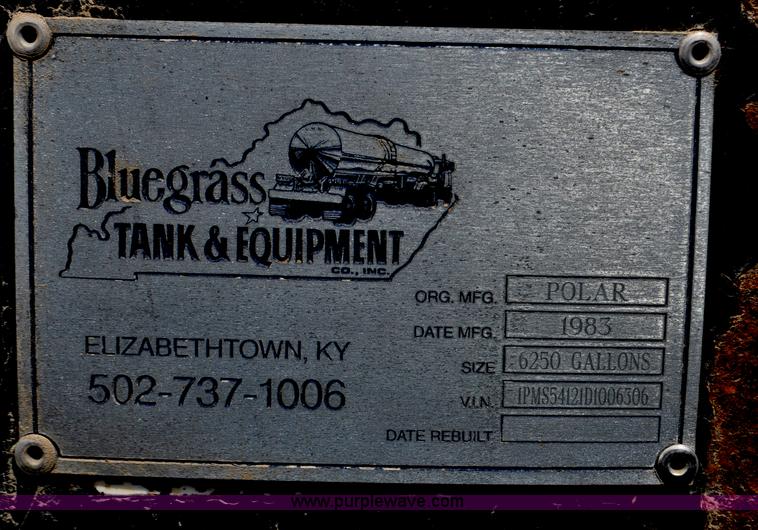 Bluegrass
TANK & EQUIPMENT
CO., INC.
ORG. MFG. POLAR
DATE MFG. 1983
ELIZABETHTOWN, KY
SIZE 6250 GALLONS
502-737-1006
V.I.N. 1PMS54121D1006306
DATE REBUILT
www.purplewave.com